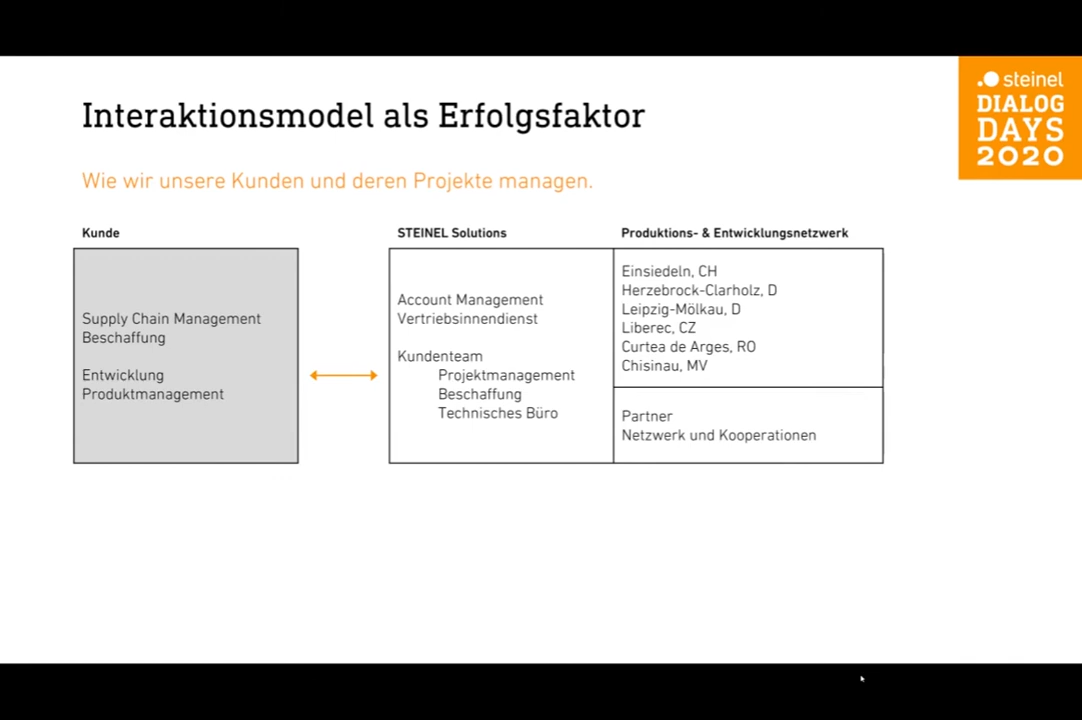 Interaktionsmodel als Erfolgsfaktor
.O steinel
DIALOG
DAYS
2020
Wie wir unsere Kunden und deren Projekte managen.
Kunde
Supply Chain Management
Beschaffung
Entwicklung
Produktmanagement
STEINEL Solutions
Account Management
Vertriebsinnendienst
Kundenteam
Projektmanagement
Beschaffung
Technisches Büro
Produktions- & Entwicklungsnetzwerk
Einsiedeln, CH
Herzebrock-Clarholz, D
Leipzig-Mölkau, D
Liberec, CZ
Curtea de Arges, RO
Chisinau, MV
Partner
Netzwerk und Kooperationen